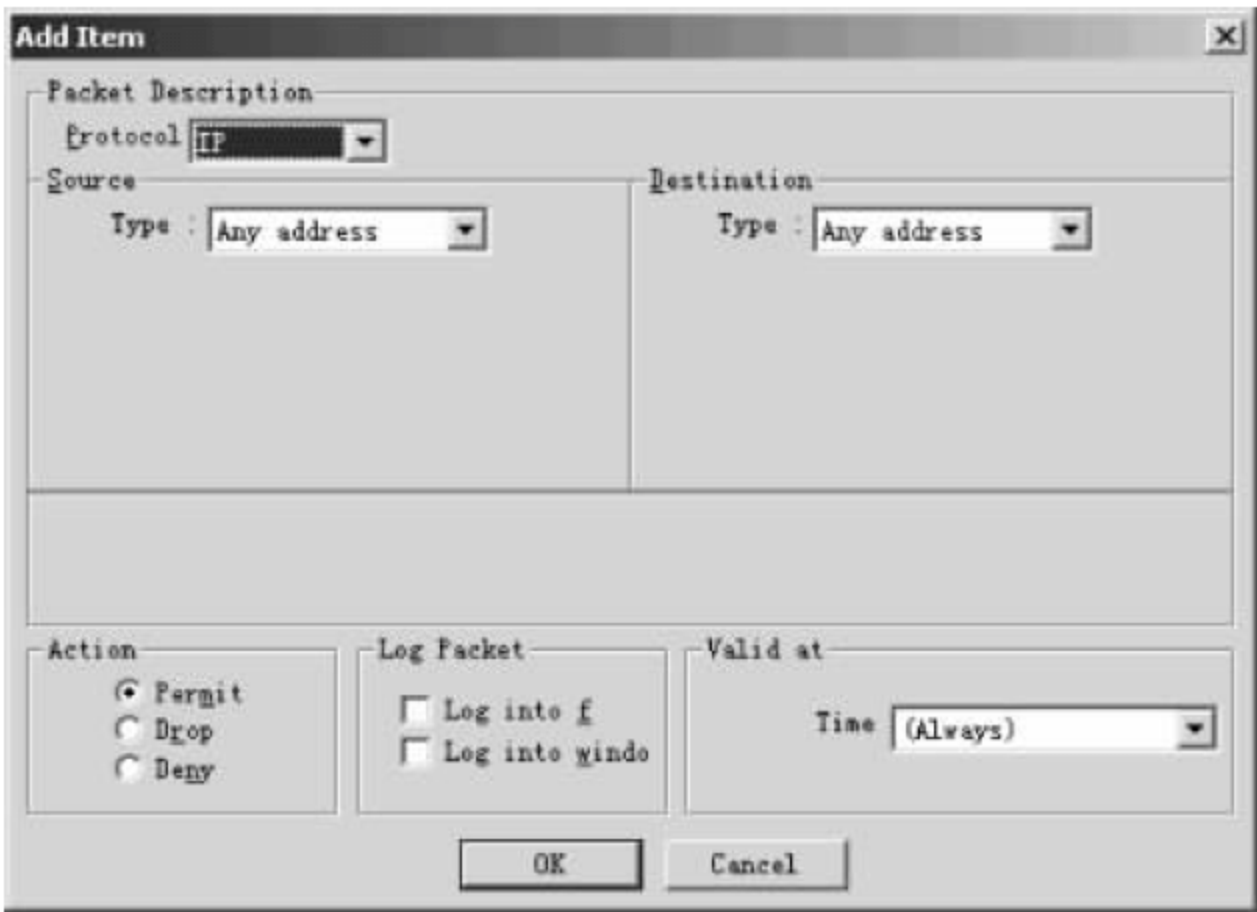 Add Item
Packet Description
Protocol IP
Source
Destination
Type : Any address
Type : Any address
Action
Permit
Drop
Deny
Log Packet
Log into f
Log into windo
Valid at
Time (Always)
OK
Cancel